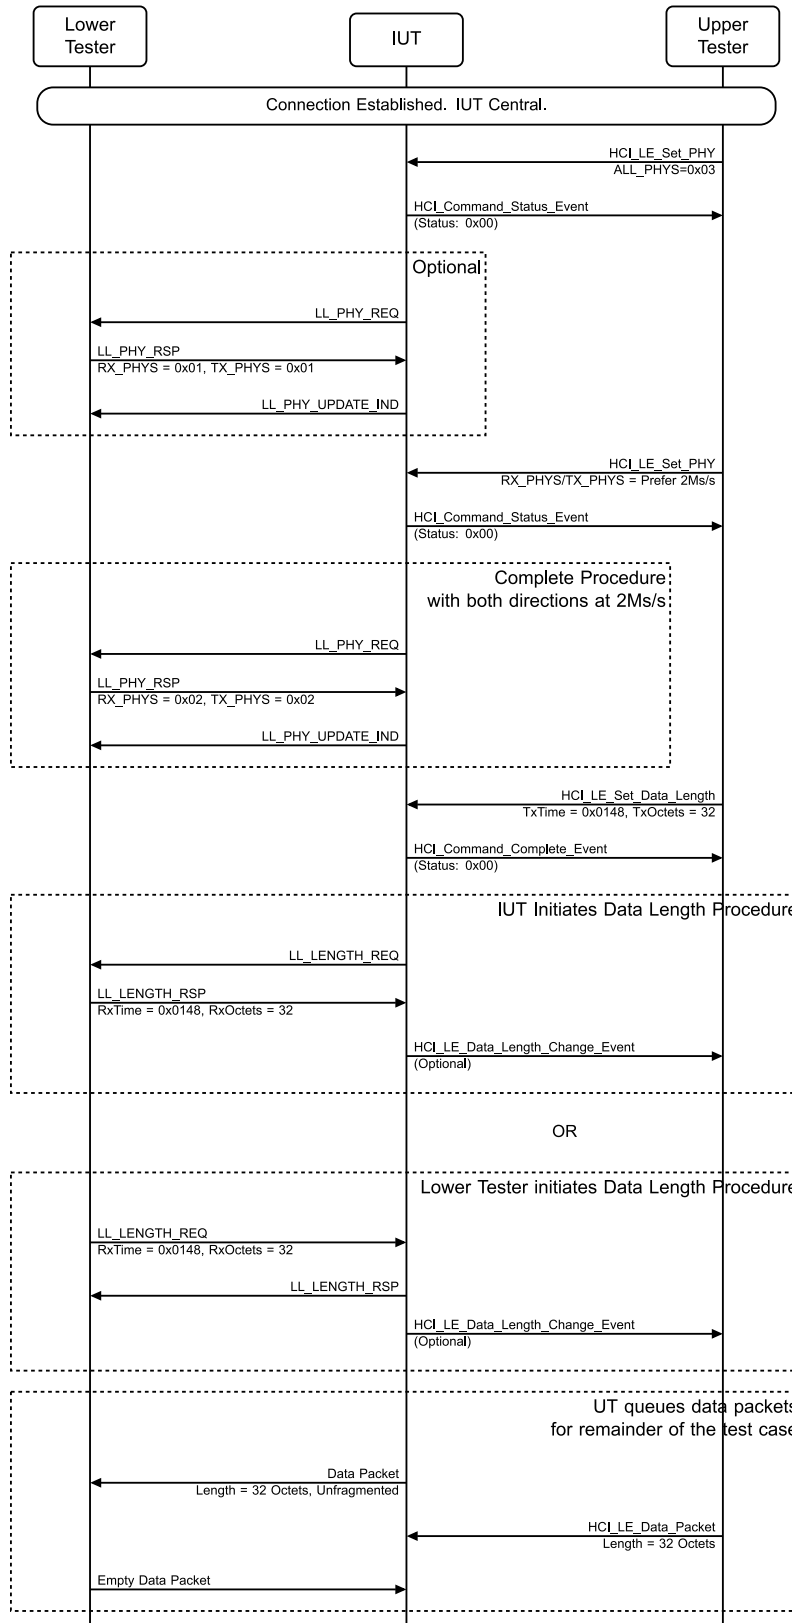 Lower
Tester
IUT
Upper
Tester
Connection Established. IUT Central.
HCI_LE_Set_PHY
ALL_PHYS=0x03
HCI_Command_Status_Event
(Status: 0x00)
Optional
LL_PHY_REQ
LL_PHY_RSP
RX_PHYS = 0x01, TX_PHYS = 0x01
LL_PHY_UPDATE_IND
HCI_LE_Set_PHY
RX_PHYS/TX_PHYS = Prefer 2Ms/s
HCI_Command_Status_Event
(Status: 0x00)
Complete Procedure
with both directions at 2Ms/s
LL_PHY_REQ
LL_PHY_RSP
RX_PHYS = 0x02, TX_PHYS = 0x02
LL_PHY_UPDATE_IND
HCI_LE_Set_Data_Length
TxTime = 0x0148, TxOctets = 32
HCI_Command_Complete_Event
(Status: 0x00)
IUT Initiates Data Length Procedure
LL_LENGTH_REQ
LL_LENGTH_RSP
RxTime = 0x0148, RxOctets = 32
HCI_LE_Data_Length_Change_Event
(Optional)
OR
Lower Tester initiates Data Length Procedure
LL_LENGTH_REQ
RxTime = 0x0148, RxOctets = 32
LL_LENGTH_RSP
HCI_LE_Data_Length_Change_Event
(Optional)
UT queues data packets
for remainder of the test case
Data Packet
Length = 32 Octets, Unfragmented
HCI_LE_Data_Packet
Length = 32 Octets
Empty Data Packet